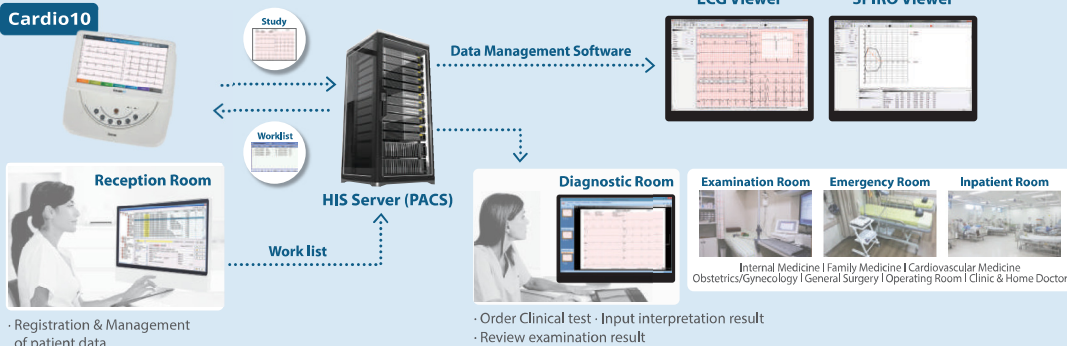 Cardio10
Study
Worklist
HIS Server (PACS)
Data Management Software
ECG Viewer
SPIRO Viewer
Reception Room
Work list
· Registration & Management
of patient data
Diagnostic Room
· Order Clinical test · Input interpretation result
· Review examination result
Examination Room
Emergency Room
Inpatient Room
Internal Medicine | Family Medicine | Cardiovascular Medicine
Obstetrics/Gynecology | General Surgery | Operating Room | Clinic & Home Doctor